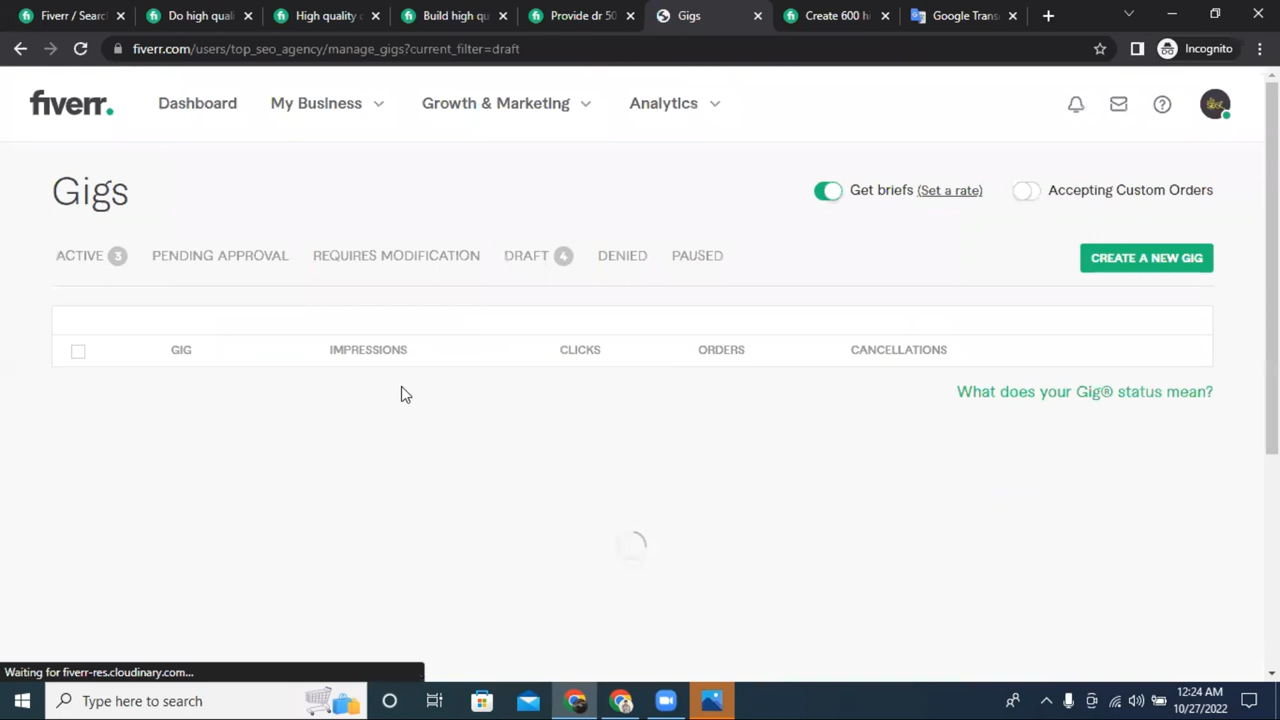 Fiverr / Sear
Do high quali
High quality
Build high qu
Provide dr 50
Gigs
Create 600 hi
Google Trans
fiverr.com/users/top_seo_agency/manage_gigs?current_filter=draft
Incognito
fiverr.
Dashboard
My Business
Growth & Marketing
Analytics
Gigs
Get briefs (Set a rate)
Accepting Custom Orders
ACTIVE 3
PENDING APPROVAL
REQUIRES MODIFICATION
DRAFT 4
DENIED
PAUSED
CREATE A NEW GIG
GIG
IMPRESSIONS
CLICKS
ORDERS
CANCELLATIONS
What does your Gig® status mean?
Waiting for fiverr-res.cloudinary.com...
Type here to search
12:24 AM
10/27/2022